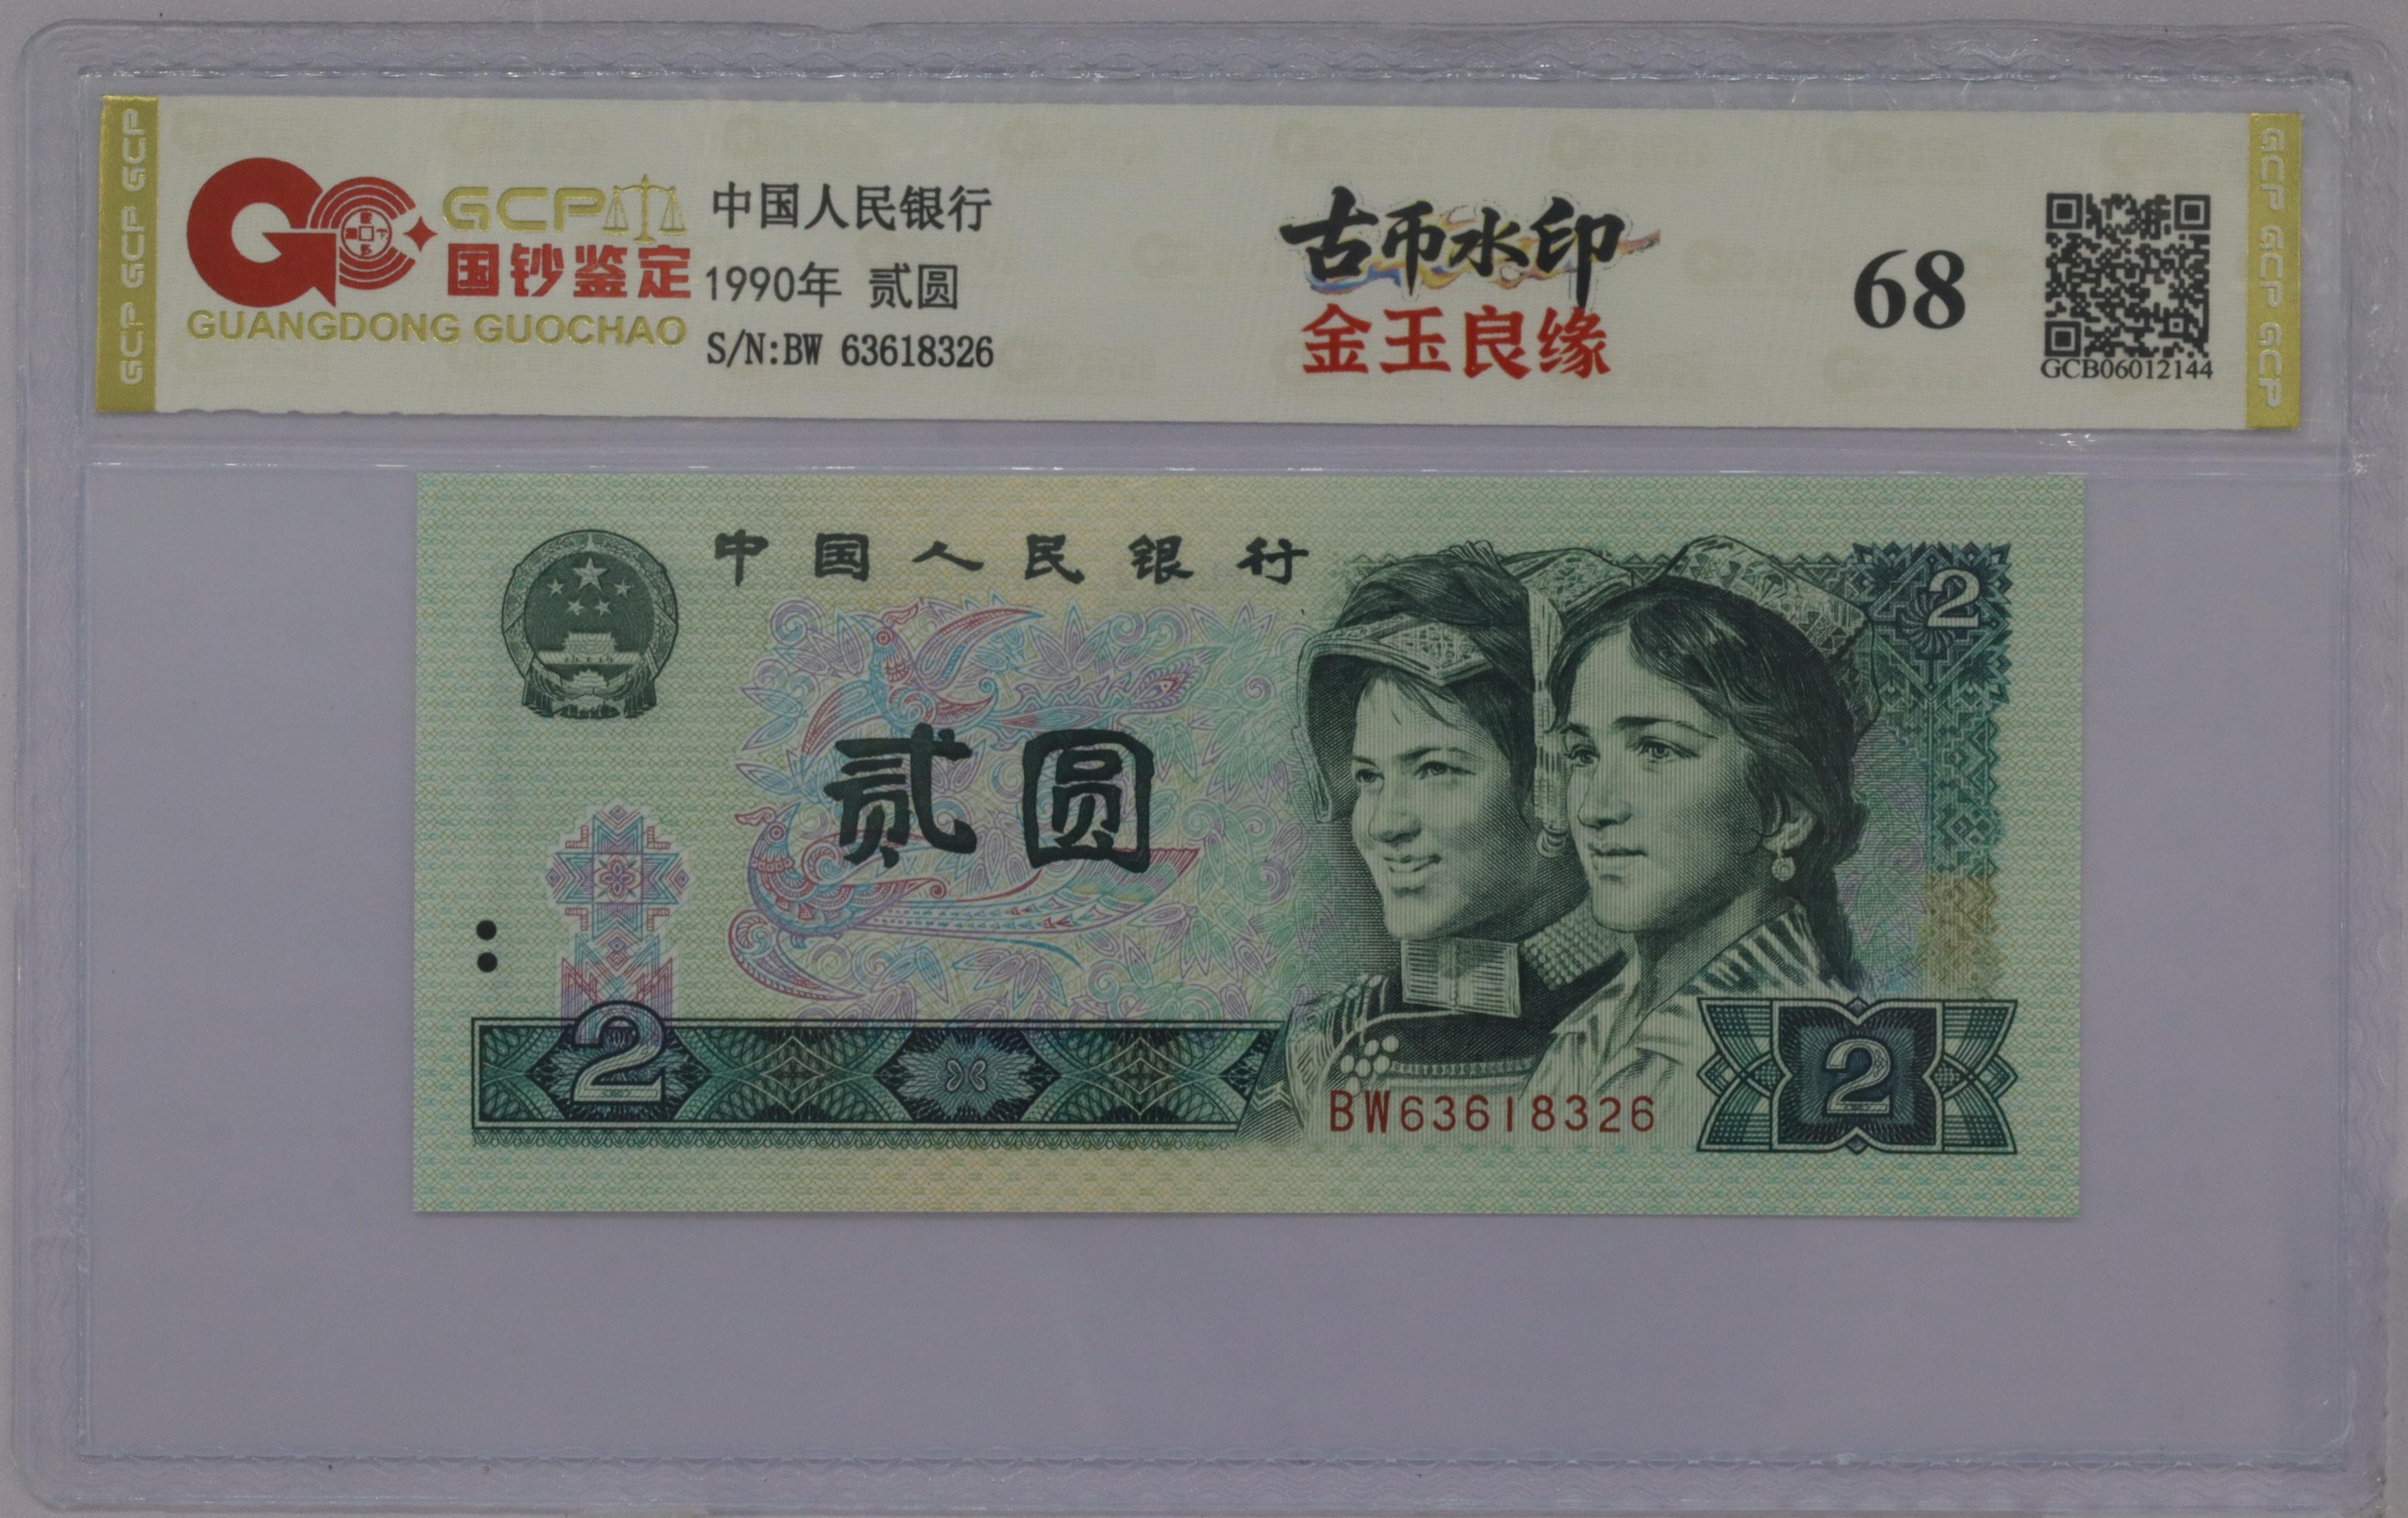 GCP GCP GCP
GCP
国钞鉴定
GUANGDONG GUOCHAO
中国人民银行
1990年 贰圆
S/N:BW 63618326
古币水印
金玉良缘
68
GCB06012144
GCP GCP GCP
中国人民银行
2
贰圆
2
BW63618326
2